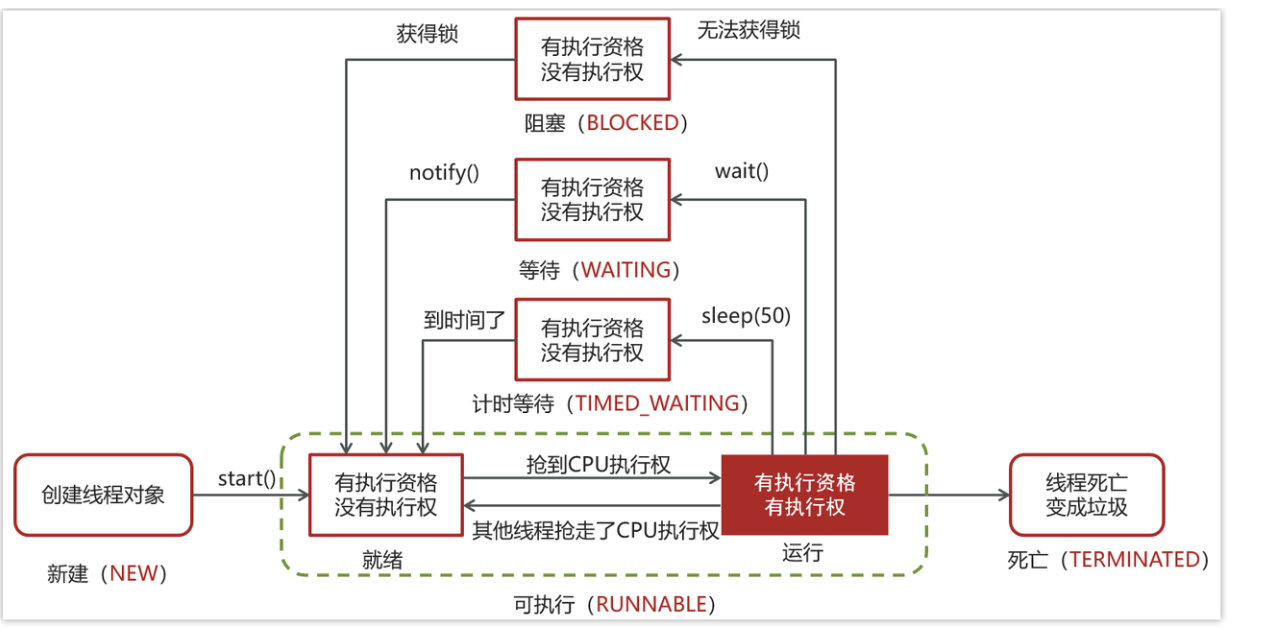 获得锁
无法获得锁
有执行资格
没有执行权
阻塞（BLOCKED）
notify()
wait()
有执行资格
没有执行权
等待（WAITING）
到时间了
sleep(50)
有执行资格
没有执行权
计时等待（TIMED_WAITING）
创建线程对象
start()
有执行资格
没有执行权
抢到CPU执行权
其他线程抢走了CPU执行权
有执行资格
有执行权
线程死亡
变成垃圾
新建（NEW）
就绪
运行
死亡（TERMINATED）
可执行（RUNNABLE）